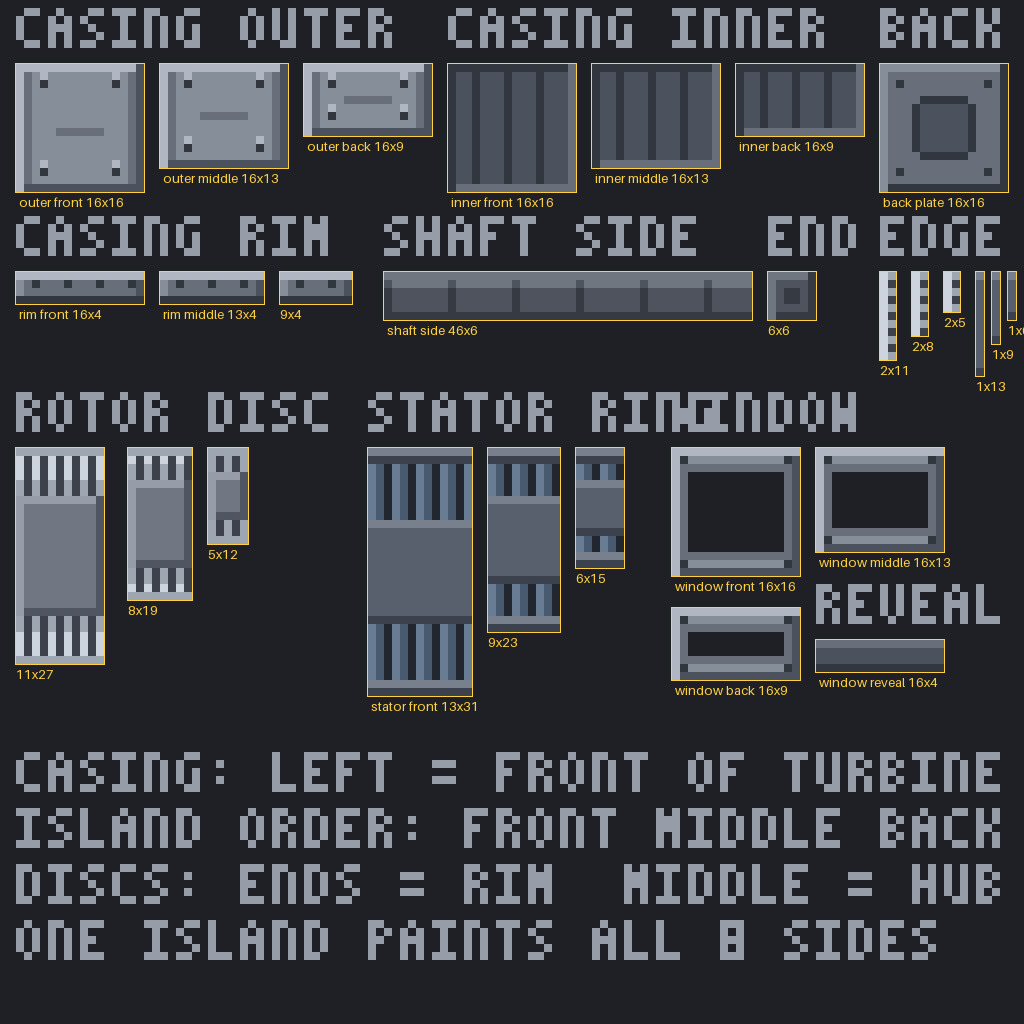 CASING OUTER CASING INNER BACK
outer front 16x16
outer middle 16x13
outer back 16x9
inner front 16x16
inner middle 16x13
inner back 16x9
back plate 16x16
CASING RIM SHAFT SIDE END EDGE
rim front 16x4
rim middle 13x4
9x4
shaft side 46x6
6x6
2x11
2x8
2x5
1x13
1x9
ROTOR DISC STATOR RING WINDOW
11x27
8x19
5x12
stator front 13x31
9x23
6x15
window front 16x16
window middle 16x13
window back 16x9
REVEAL
window reveal 16x4
CASING: LEFT = FRONT OF TURBINE
ISLAND ORDER: FRONT MIDDLE BACK
DISCS: ENDS = RIM MIDDLE = HUB
ONE ISLAND PAINTS ALL 8 SIDES